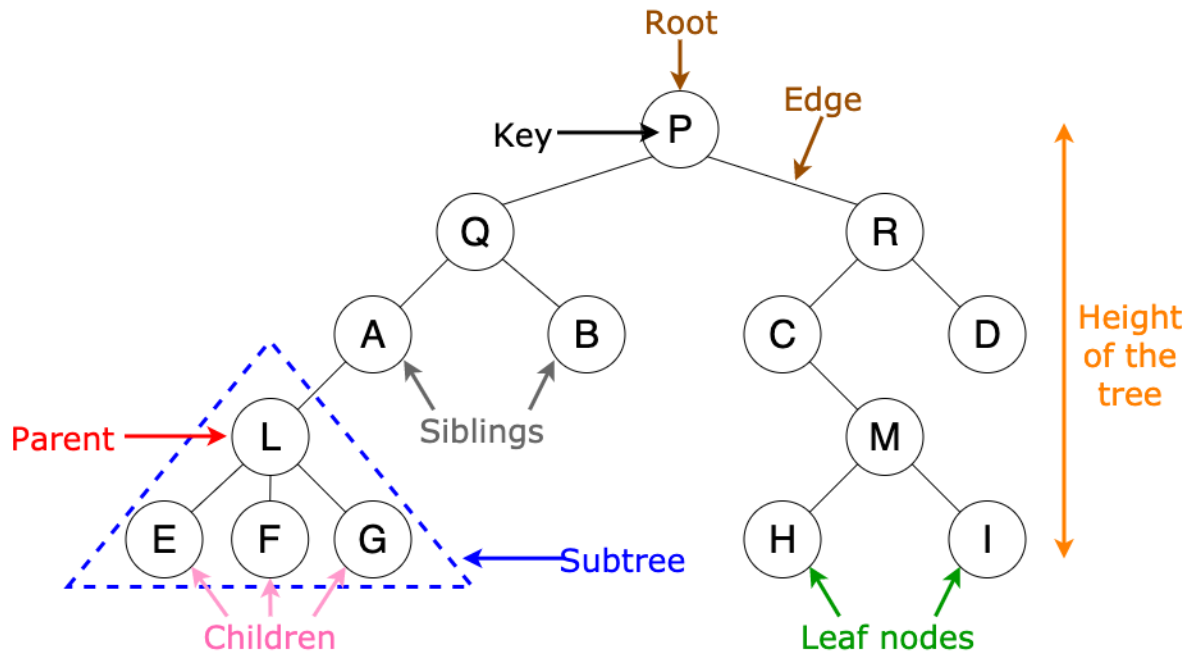 Root
Edge
Key
P
Q
R
A
B
C
D
Height
of the
tree
Siblings
Parent
L
M
E
F
G
H
I
Subtree
Children
Leaf nodes